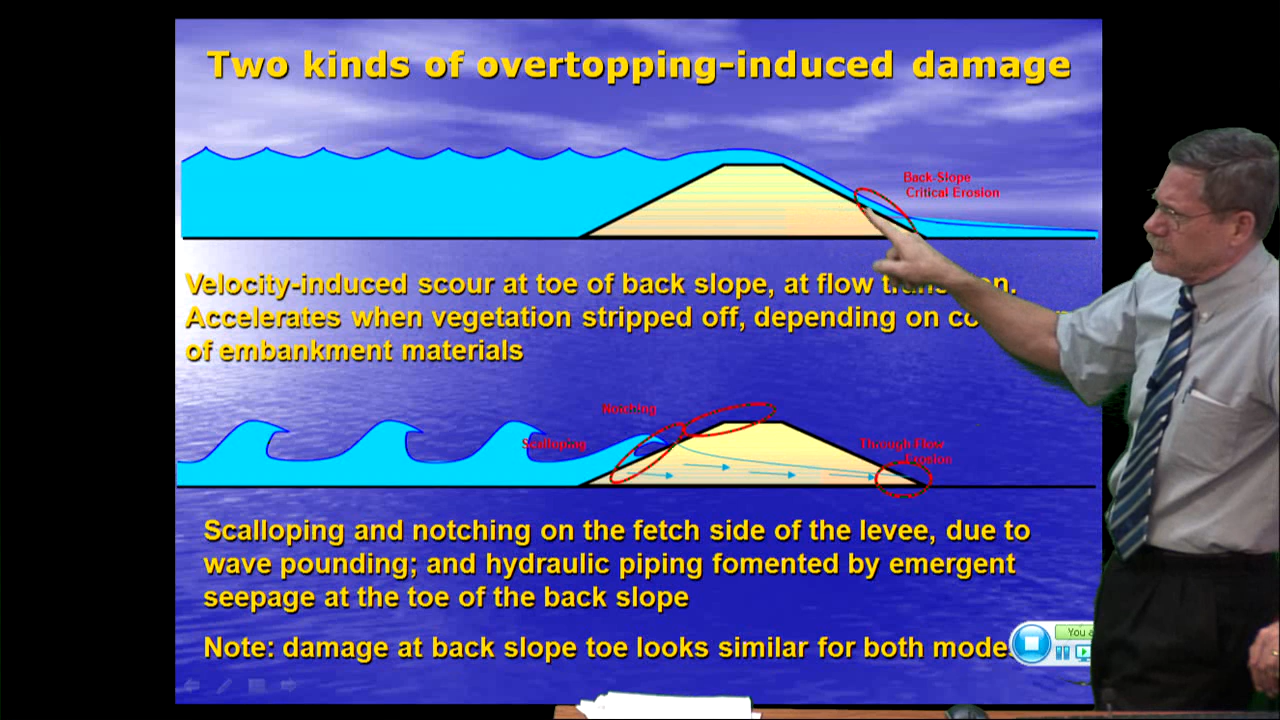 Two kinds of overtopping-induced damage
Back-Slope
Critical Erosion
Velocity-induced scour at toe of back slope, at flow
Accelerates when vegetation stripped off, depending on
of embankment materials
Notching
Scalloping
Through-Flow
Erosion
Scalloping and notching on the fetch side of the levee, due to
wave pounding; and hydraulic piping fomented by emergent
seepage at the toe of the back slope
Note: damage at back slope toe looks similar for both
You